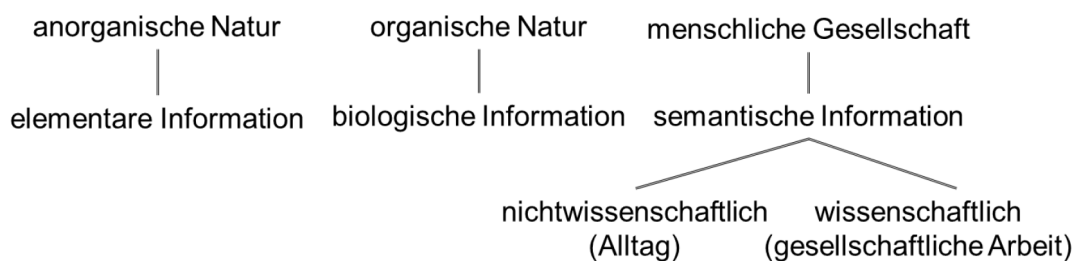 anorganische Natur
organische Natur
menschliche Gesellschaft
elementare Information
biologische Information
semantische Information
nichtwissenschaftlich
(Alltag)
wissenschaftlich
(gesellschaftliche Arbeit)